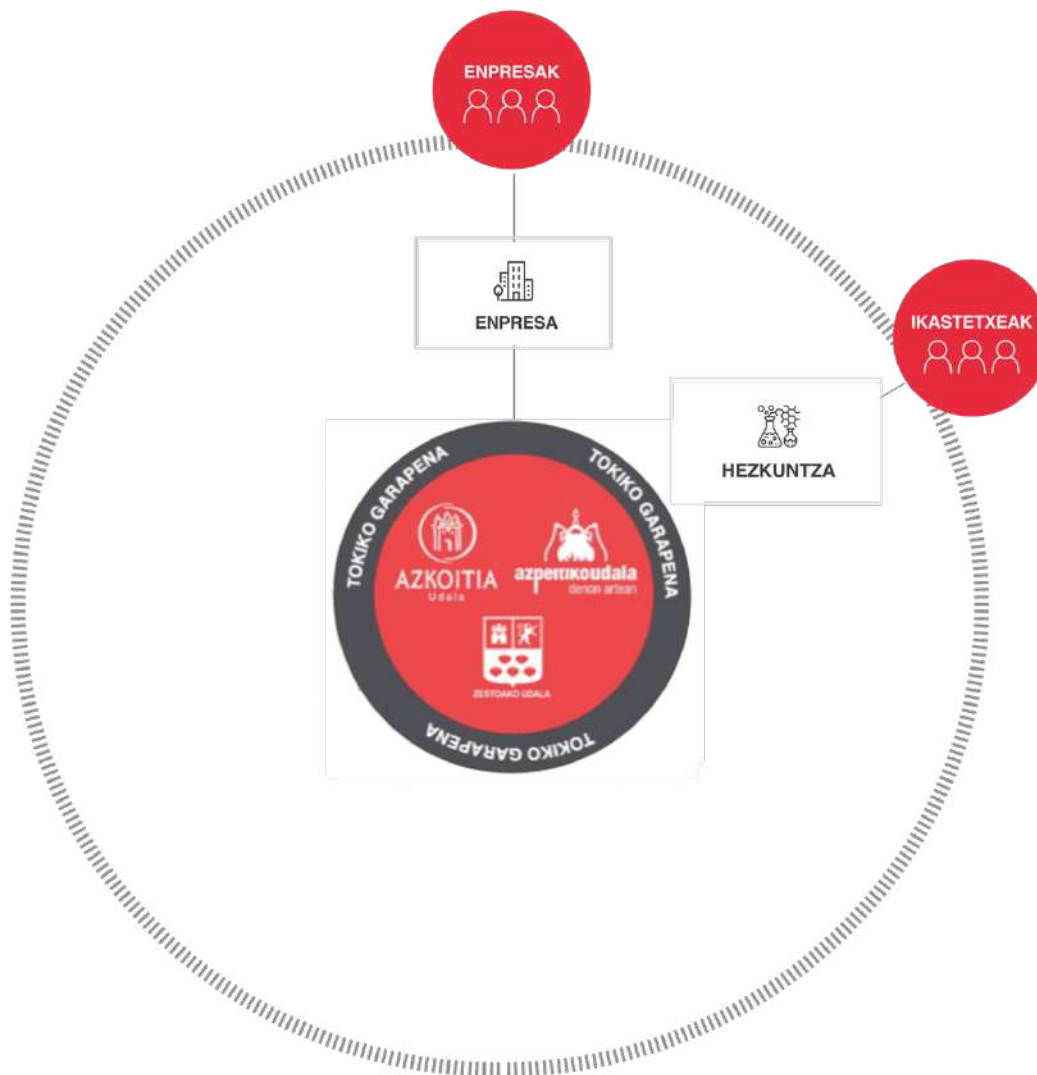 ENPRESAK
ENPRESA
IKASTETXEAK
HEZKUNTZA
TOKIKO GARAPENA
TOKIKO GARAPENA
AZKOITIA
Udala
azpeitikoudala
denon artean
ZESTOAKO UDALA
TOKIKO GARAPENA